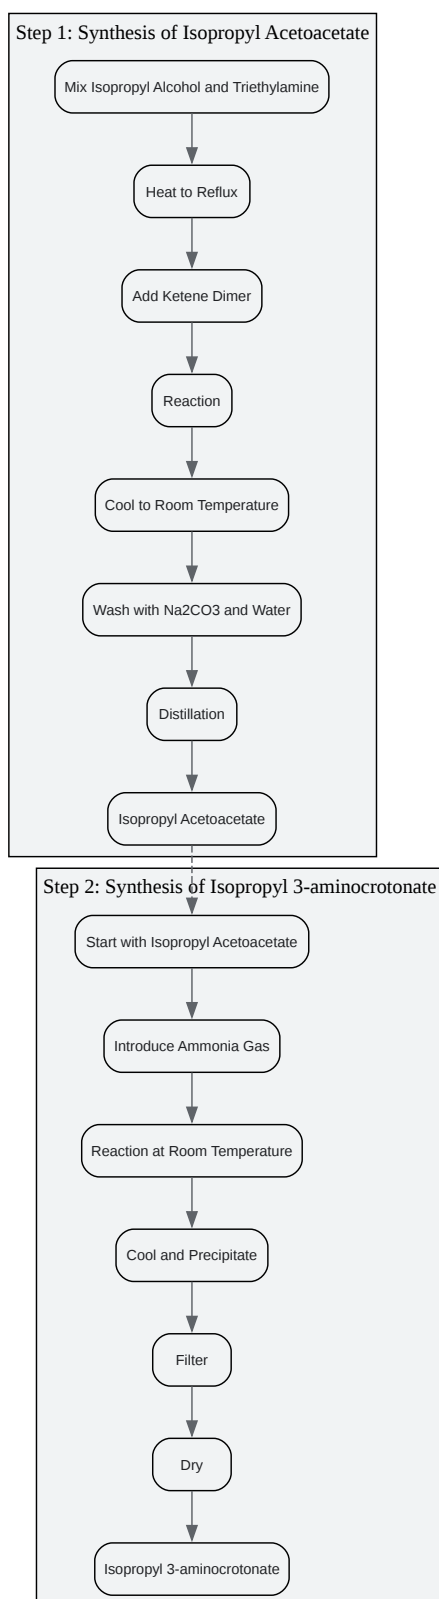 Step 1: Synthesis of Isopropyl Acetoacetate
Mix Isopropyl Alcohol and Triethylamine
Heat to Reflux
Add Ketene Dimer
Reaction
Cool to Room Temperature
Wash with Na2CO3 and Water
Distillation
Isopropyl Acetoacetate
Step 2: Synthesis of Isopropyl 3-aminocrotonate
Start with Isopropyl Acetoacetate
Introduce Ammonia Gas
Reaction at Room Temperature
Cool and Precipitate
Filter
Dry
Isopropyl 3-aminocrotonate